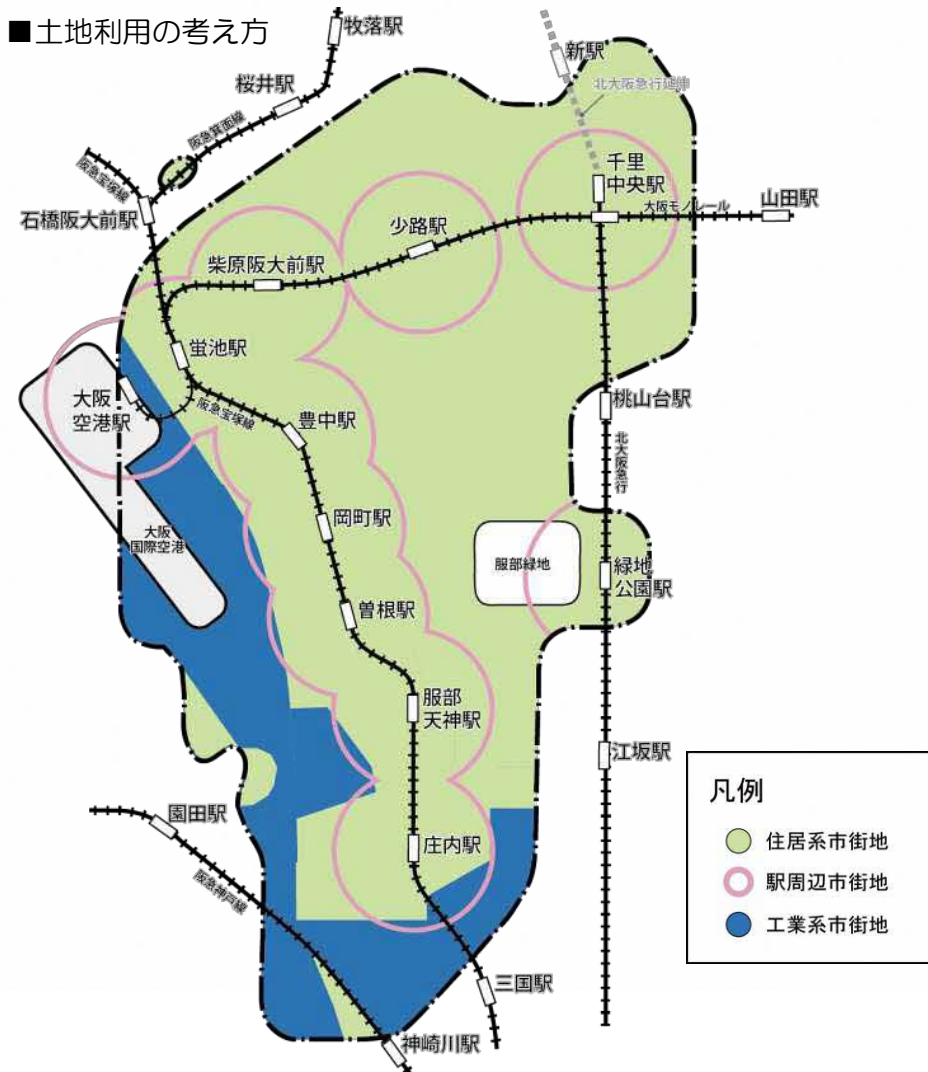 ■土地利用の考え方
牧落駅
新駅
桜井駅
北大阪急行延伸
阪急箕面線
阪急宝塚線
千里
中央駅
石橋阪大前駅
大阪モノレール
山田駅
少路駅
柴原阪大前駅
蛍池駅
大阪
空港駅
阪急宝塚線
豊中駅
桃山台駅
北大阪急行
岡町駅
大阪
国際空港
服部緑地
緑地
公園駅
曽根駅
服部
天神駅
江坂駅
園田駅
庄内駅
阪急神戸線
三国駅
神崎川駅
凡例
住居系市街地
駅周辺市街地
工業系市街地